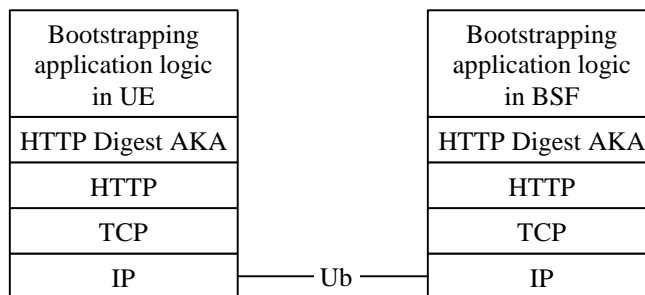 Bootstrapping
application logic
in UE
HTTP Digest AKA
HTTP
TCP
IP
Ub
Bootstrapping
application logic
in BSF
HTTP Digest AKA
HTTP
TCP
IP